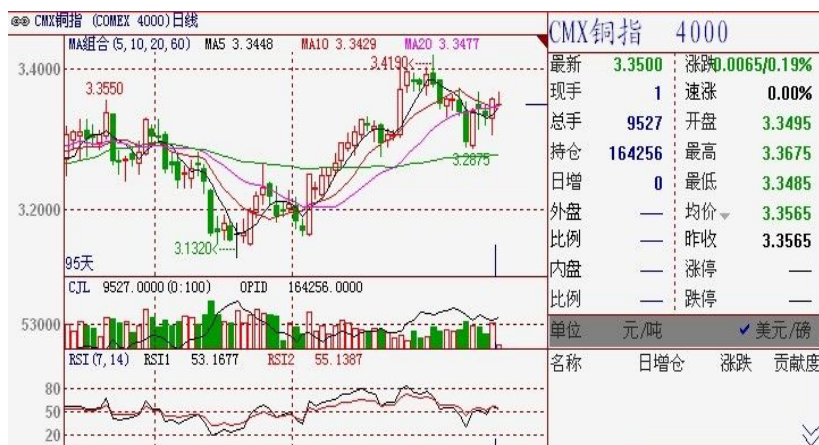 CMX铜指 (COMEX 4000)日线
MA组合(5,10,20,60) MA5 3.3448 MA10 3.3429 MA20 3.3477
3.4000
3.4190
3.3550
3.2875
3.2000
3.1320
95天
CJL 9527.0000(0:100) OPID 164256.0000
53000
RSI(7,14) RSI1 53.1677 RSI2 55.1387
80
50
20
CMX铜指 4000
最新 3.3500 涨跌0.0065/0.19%
现手 1 速涨 0.00%
总手 9527 开盘 3.3495
持仓 164256 最高 3.3675
日增 0 最低 3.3485
外盘 — 均价 3.3565
比例 — 昨收 3.3565
内盘 — 涨停 —
比例 — 跌停 —
单位 元/吨 ✓美元/磅
名称 日增仓 涨跌 贡献度